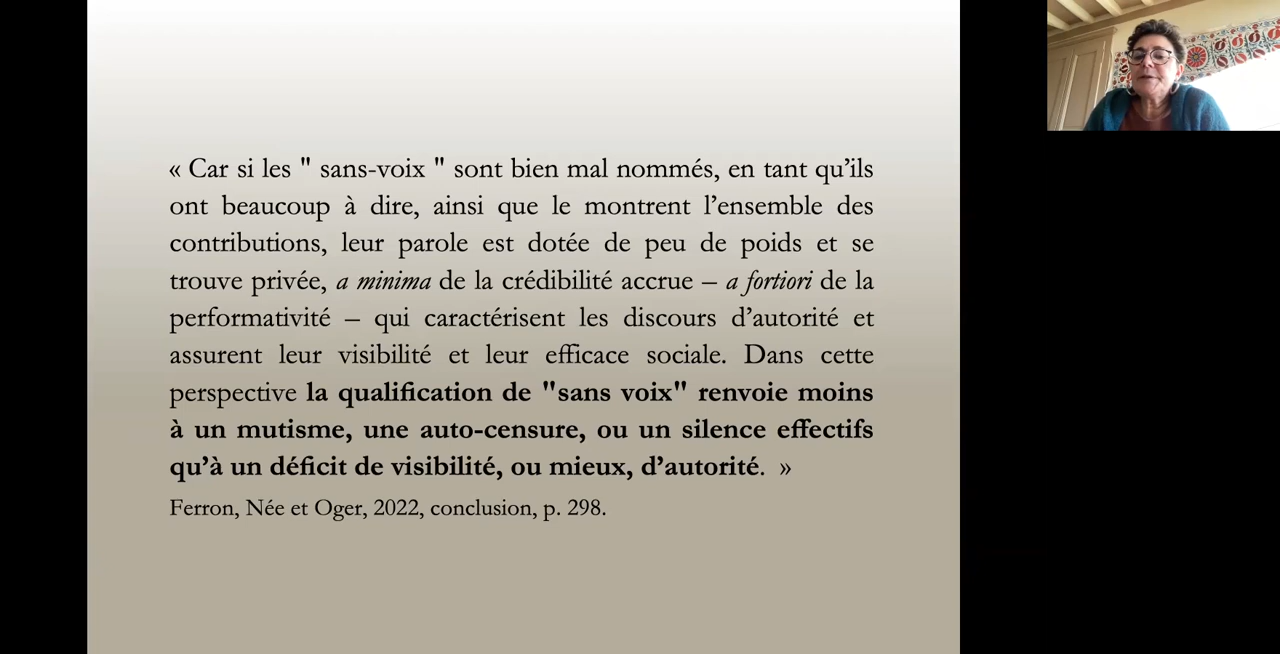 « Car si les " sans-voix " sont bien mal nommés, en tant qu’ils
ont beaucoup à dire, ainsi que le montrent l’ensemble des
contributions, leur parole est dotée de peu de poids et se
trouve privée, a minima de la crédibilité accrue – a fortiori de la
performativité – qui caractérisent les discours d’autorité et
assurent leur visibilité et leur efficace sociale. Dans cette
perspective la qualification de "sans voix" renvoie moins
à un mutisme, une auto-censure, ou un silence effectifs
qu’à un déficit de visibilité, ou mieux, d’autorité. »
Ferron, Née et Oger, 2022, conclusion, p. 298.